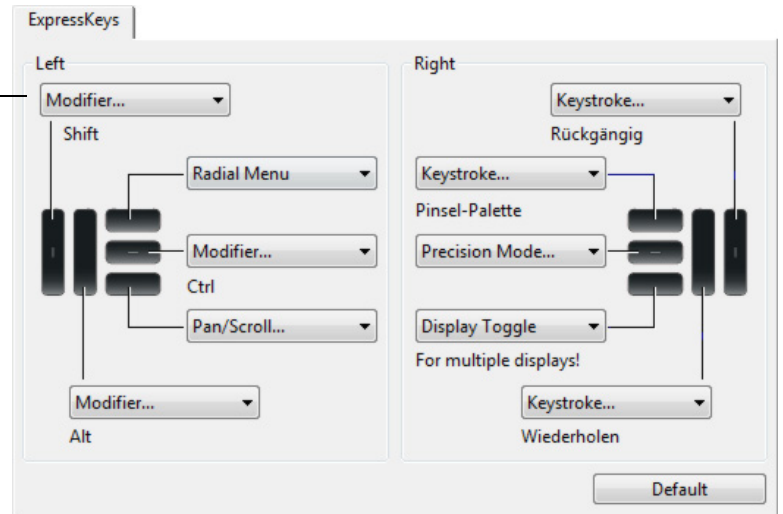 ExpressKeys
Left
Modifier...
Shift
Radial Menu
Modifier...
Ctrl
Pan/Scroll...
Modifier...
Alt
Right
Keystroke...
Rückgängig
Keystroke...
Pinsel-Palette
Precision Mode...
Display Toggle
For multiple displays!
Keystroke...
Wiederholen
Default